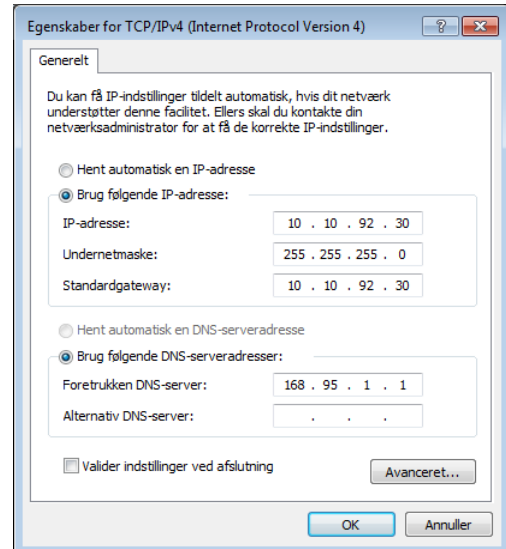 Egenskaber for TCP/IPv4 (Internet Protocol Version 4)
Generelt
Du kan få IP-indstillinger tildelt automatisk, hvis dit netværk
understøtter denne facilitet. Ellers skal du kontakte din
netværksadministrator for at få de korrekte IP-indstillinger.
Hent automatisk en IP-adresse
Brug følgende IP-adresse:
IP-adresse: 10 . 10 . 92 . 30
Undernetmaske: 255 . 255 . 255 . 0
Standardgateway: 10 . 10 . 92 . 30
Hent automatisk en DNS-serveradresse
Brug følgende DNS-serveradresser:
Foretrukken DNS-server: 168 . 95 . 1 . 1
Alternativ DNS-server: . . .
Valider indstillinger ved afslutning
Avanceret...
OK Annuller